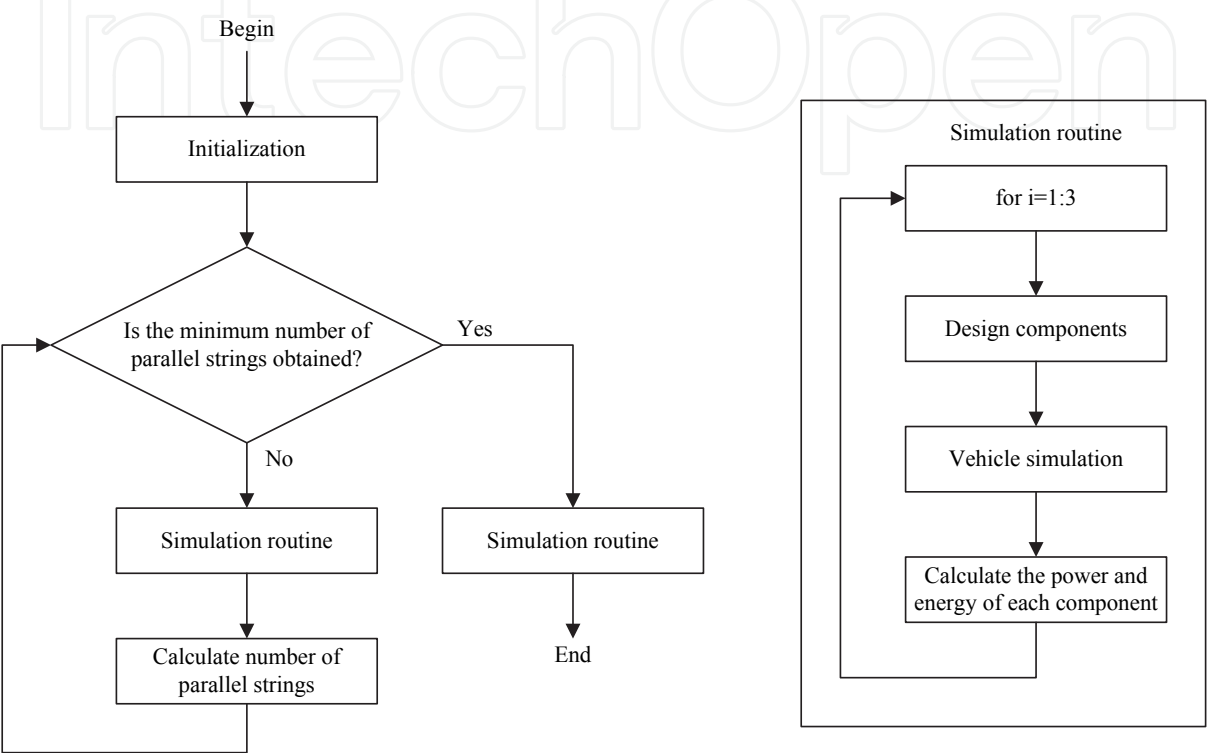 IntechOpen
Begin
Initialization
Is the minimum number of
parallel strings obtained?
Yes
No
Simulation routine
Calculate number of
parallel strings
Simulation routine
End
Simulation routine
for i=1:3
Design components
Vehicle simulation
Calculate the power and
energy of each component